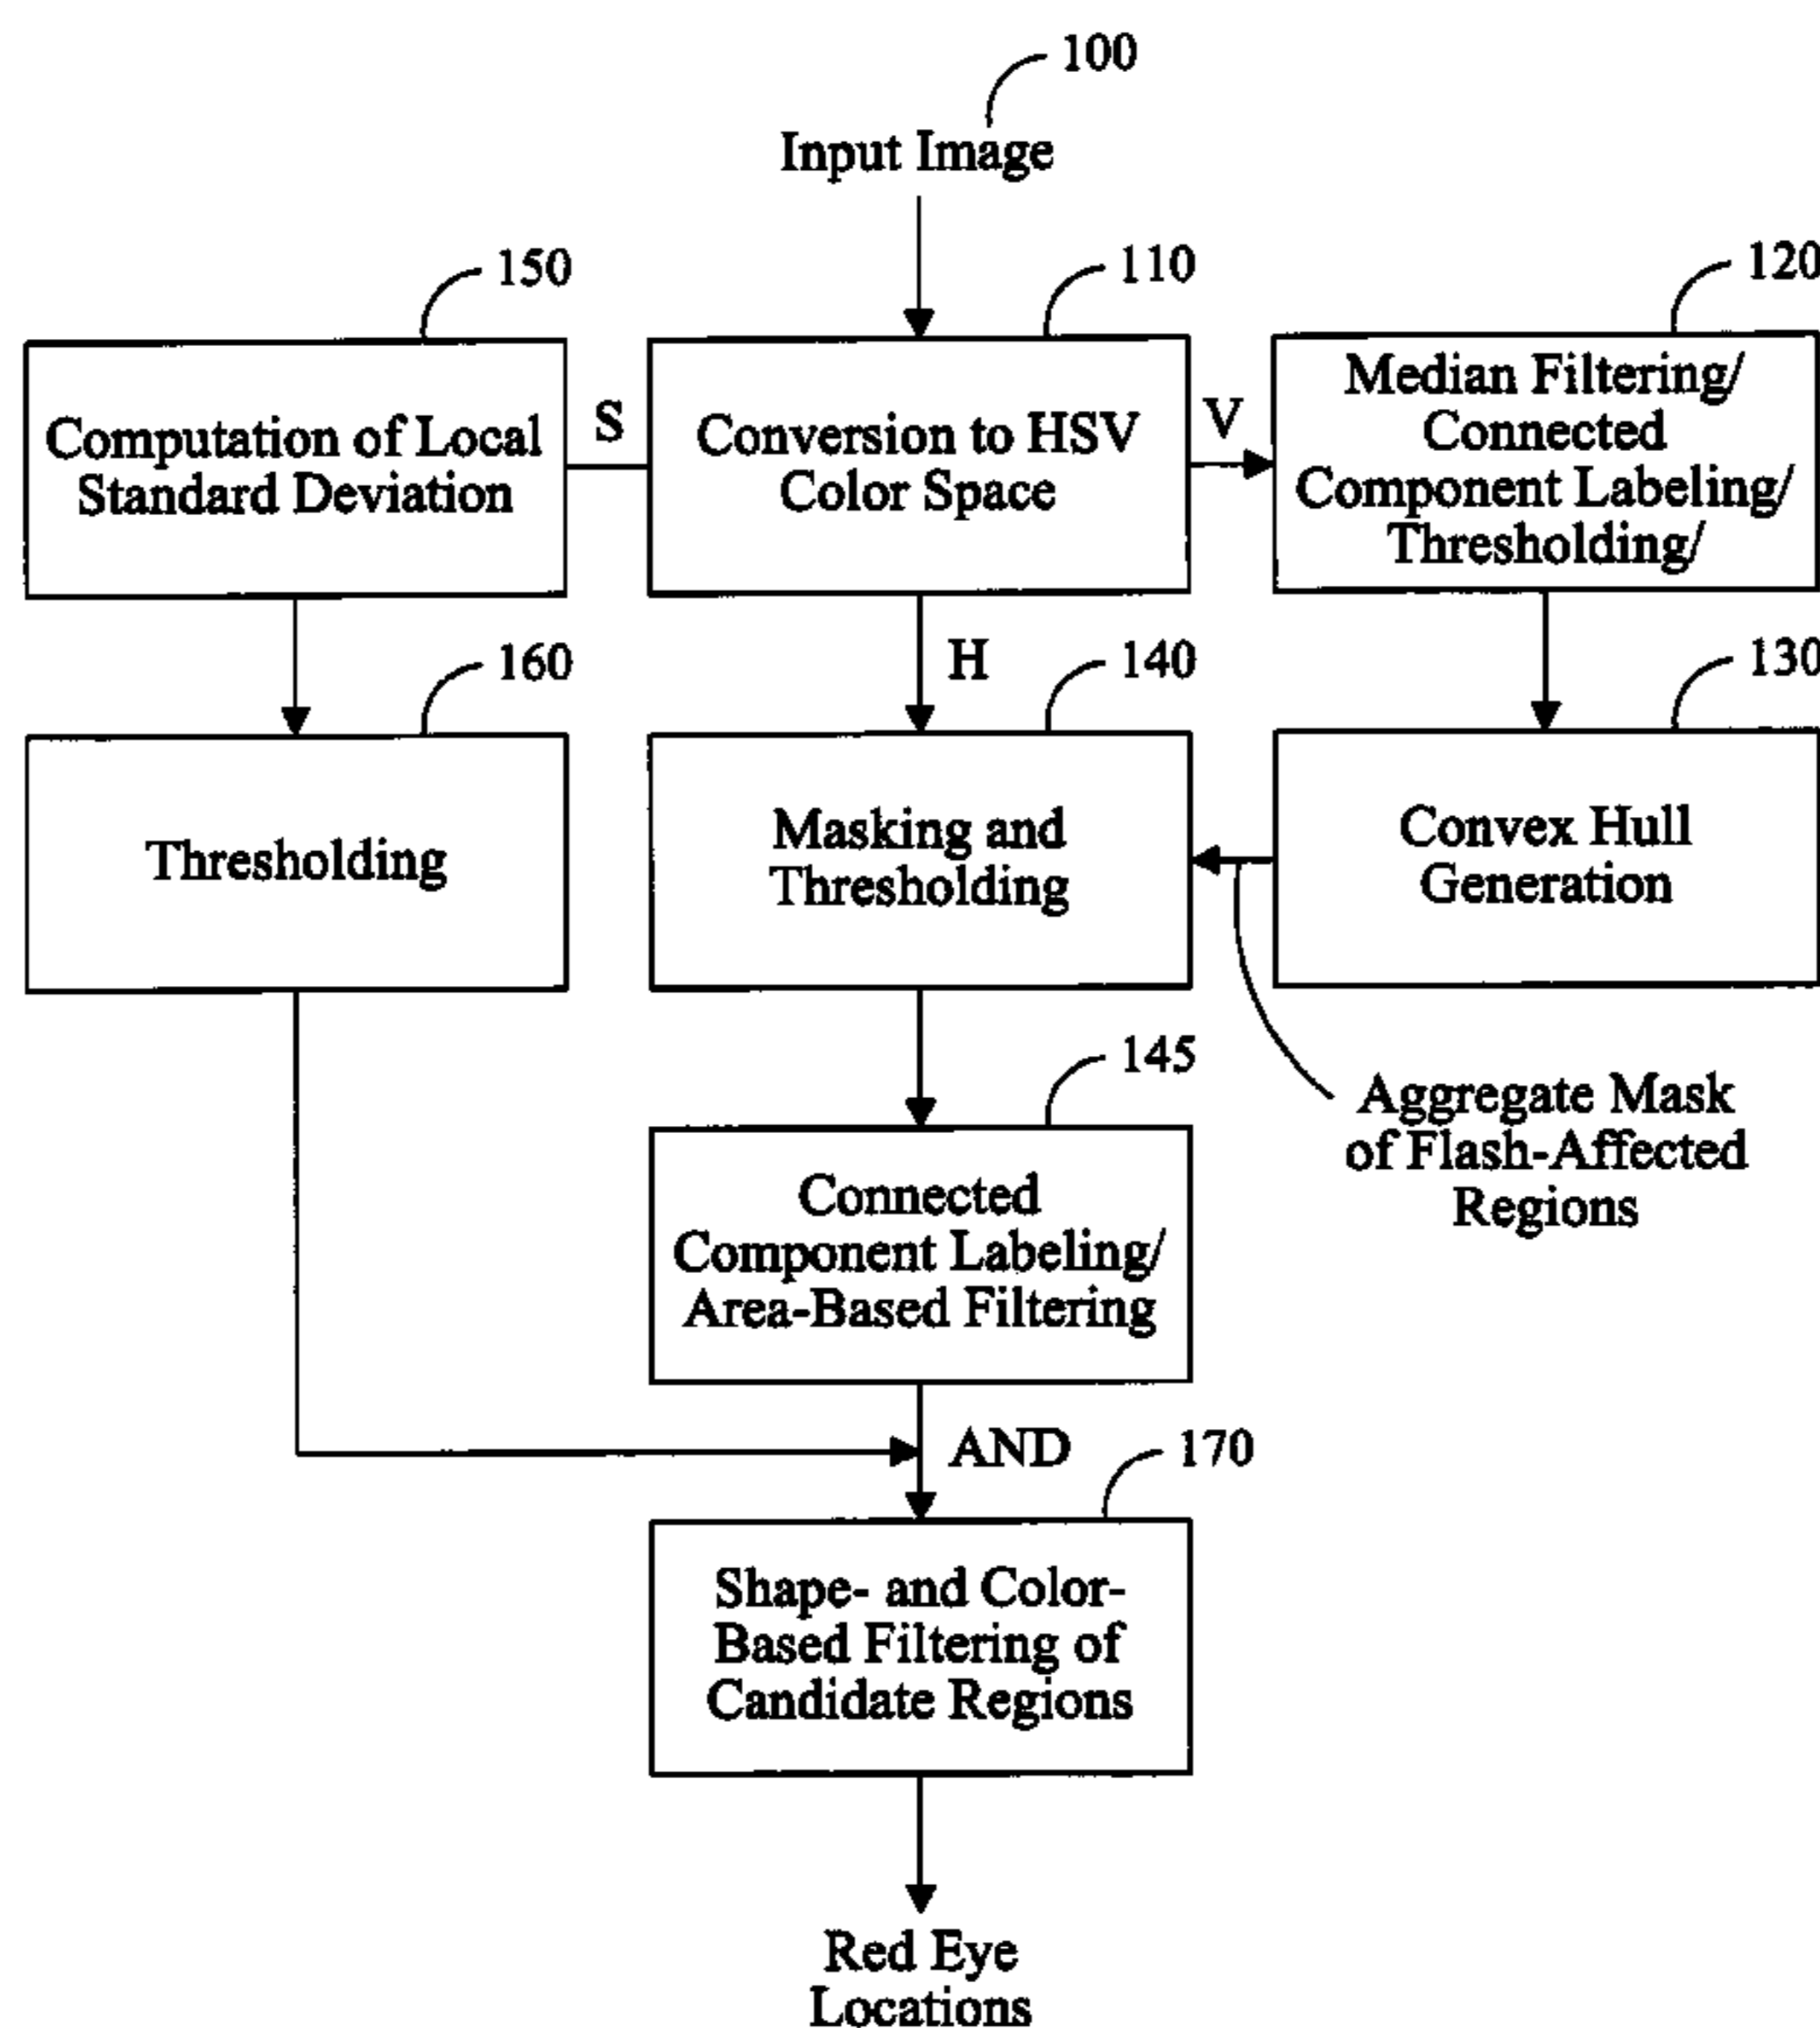 100
Input Image
150
110
120
Computation of Local
Standard Deviation
S
Conversion to HSV
Color Space
V
Median Filtering/
Connected
Component Labeling/
Thresholding/
160
H
140
130
Thresholding
Masking and
Thresholding
Convex Hull
Generation
145
Aggregate Mask
of Flash-Affected
Regions
Connected
Component Labeling/
Area-Based Filtering
AND
170
Shape- and Color-
Based Filtering of
Candidate Regions
Red Eye
Locations